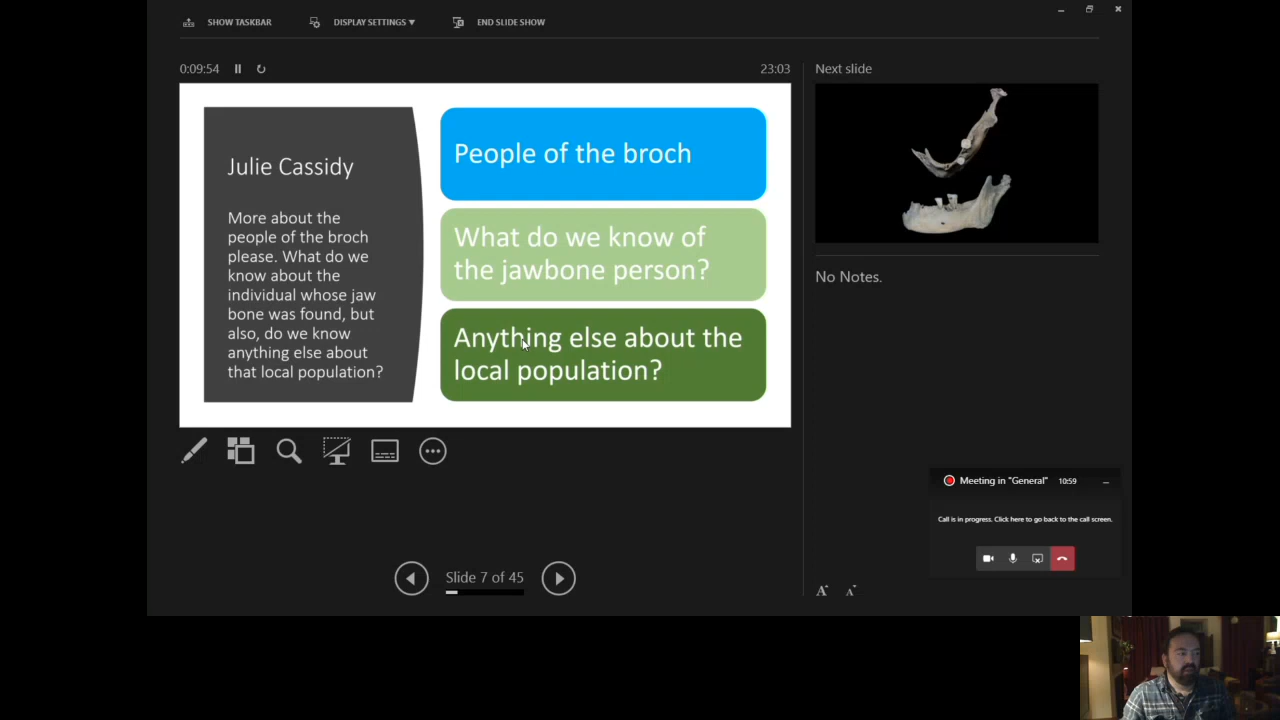 SHOW TASKBAR
DISPLAY SETTINGS ▼
END SLIDE SHOW
0:09:54
23:03
Next slide
Julie Cassidy
More about the
people of the broch
please. What do we
know about the
individual whose jaw
bone was found, but
also, do we know
anything else about
that local population?
People of the broch
What do we know of
the jawbone person?
Anything else about the
local population?
No Notes.
Meeting in "General"
10:59
Call is in progress. Click here to go back to the call screen.
Slide 7 of 45
A A